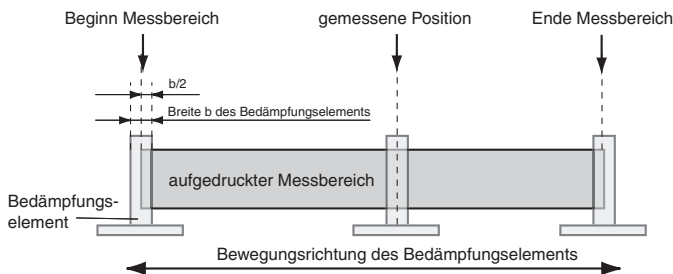 Beginn Messbereich
gemessene Position
Ende Messbereich
b/2
Breite b des Bedämpfungselements
aufgedruckter Messbereich
Bedämpfungs-
element
Bewegungsrichtung des Bedämpfungselements